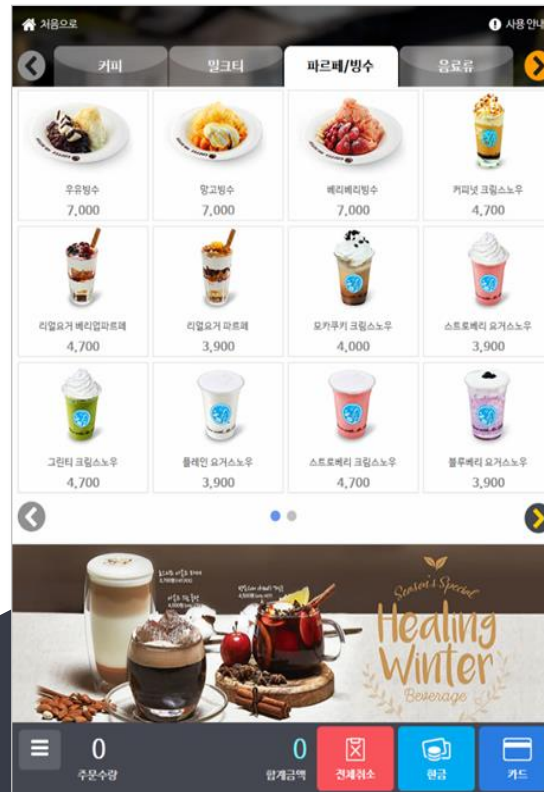 처음으로
사용 안내
커피 밀크티 파르페/빙수 음료류
우유빙수 망고빙수 베리베리빙수 커피넛 크림스노우
7,000 7,000 7,000 4,700
리얼요거 베리업파르페 리얼요거 파르페 모카쿠키 크림스노우 스트로베리 요거스노우
4,700 3,900 4,000 3,900
그린티 크림스노우 플레인 요거스노우 스트로베리 크림스노우 블루베리 요거스노우
4,700 3,900 4,700 3,900
Season's Special
Healing
Winter
Beverage
0 0
주문수량 합계금액 전체취소 현금 카드